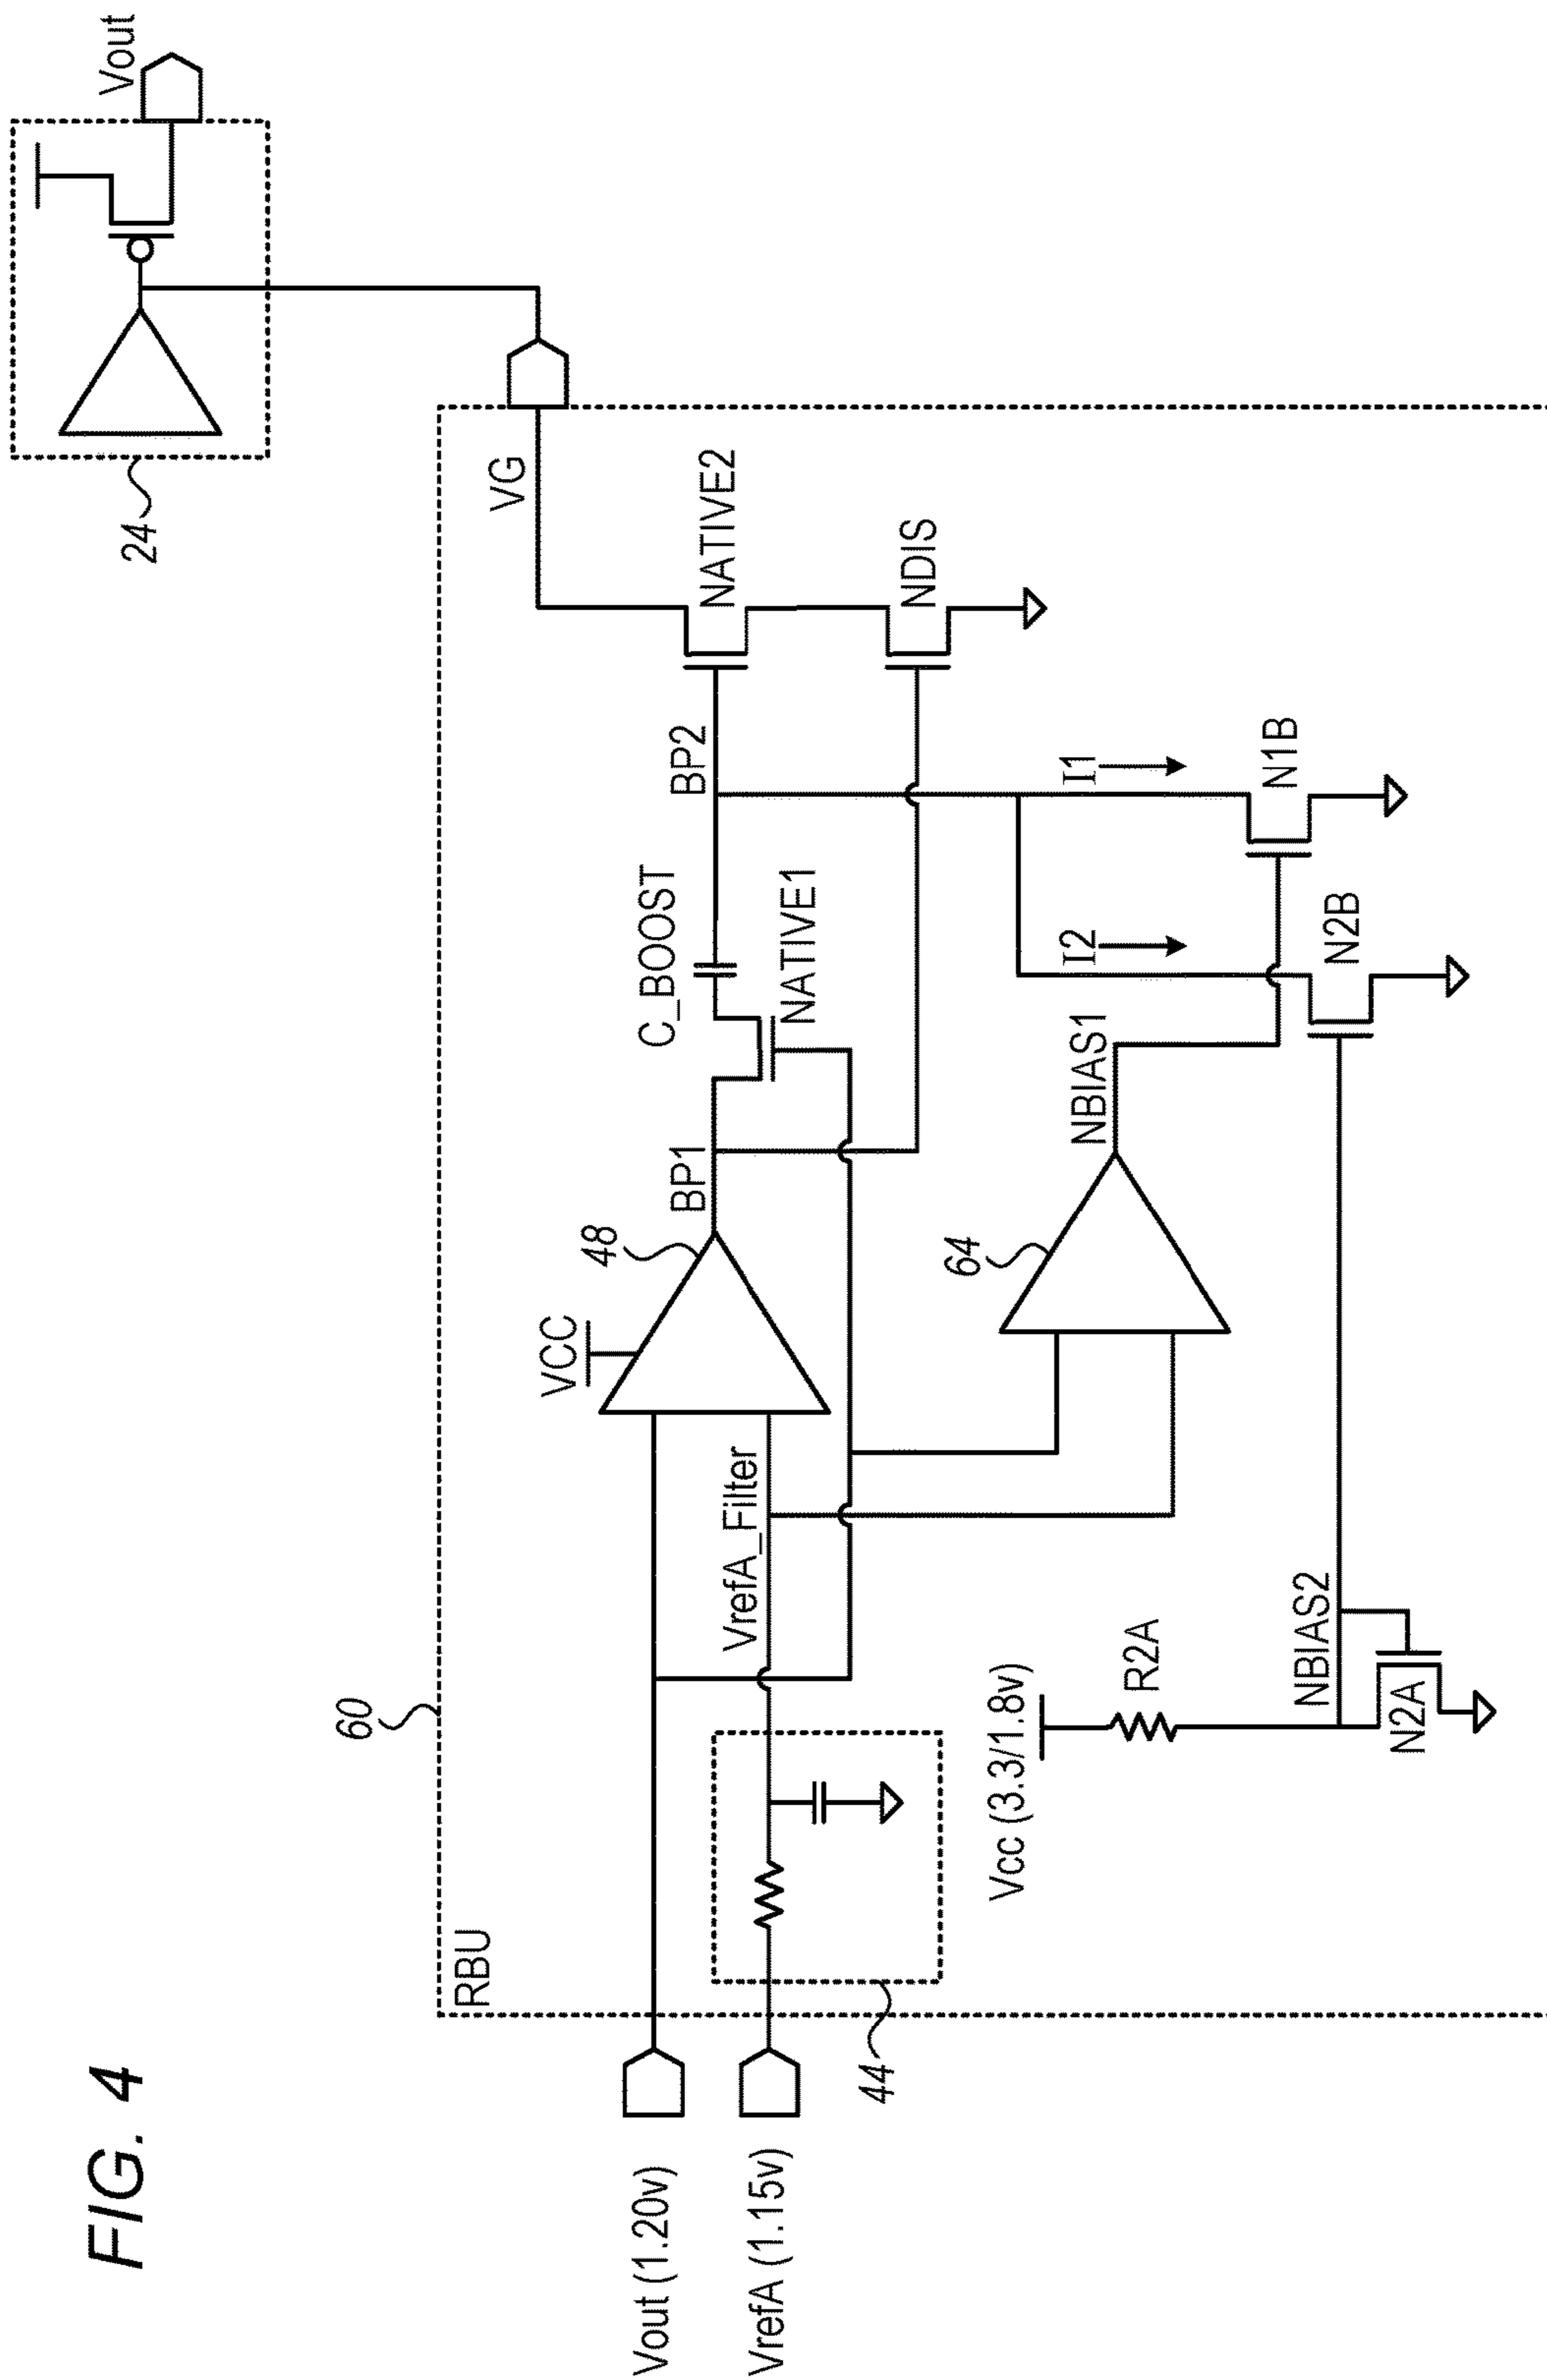 FIG. 4
24
Vout
60
RBU
VG
NATIVE2
NDIS
BP2
C_BOOST
NATIVE1
BP1
48
VCC
VrefA_Filter
Vout (1.20v)
VrefA (1.15v)
44
64
NBIAS1
I1
I2
N1B
N2B
Vcc (3.3/1.8v)
R2A
NBIAS2
N2A